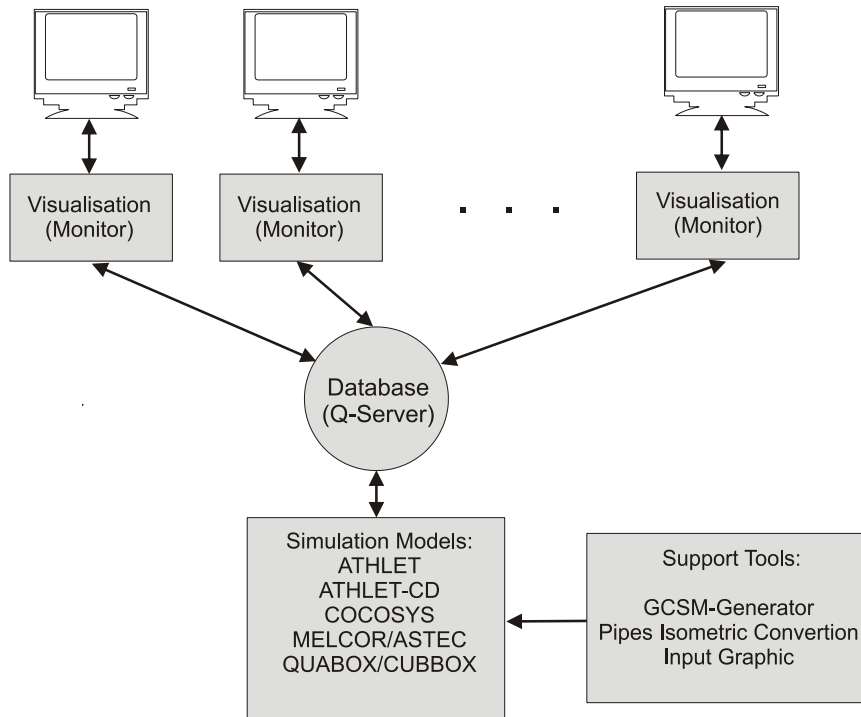 Visualisation
(Monitor)
Visualisation
(Monitor)
. . .
Visualisation
(Monitor)
Database
(Q-Server)
Simulation Models:
ATHLET
ATHLET-CD
COCOSYS
MELCOR/ASTEC
QUABOX/CUBBOX
Support Tools:
GCSM-Generator
Pipes Isometric Convertion
Input Graphic